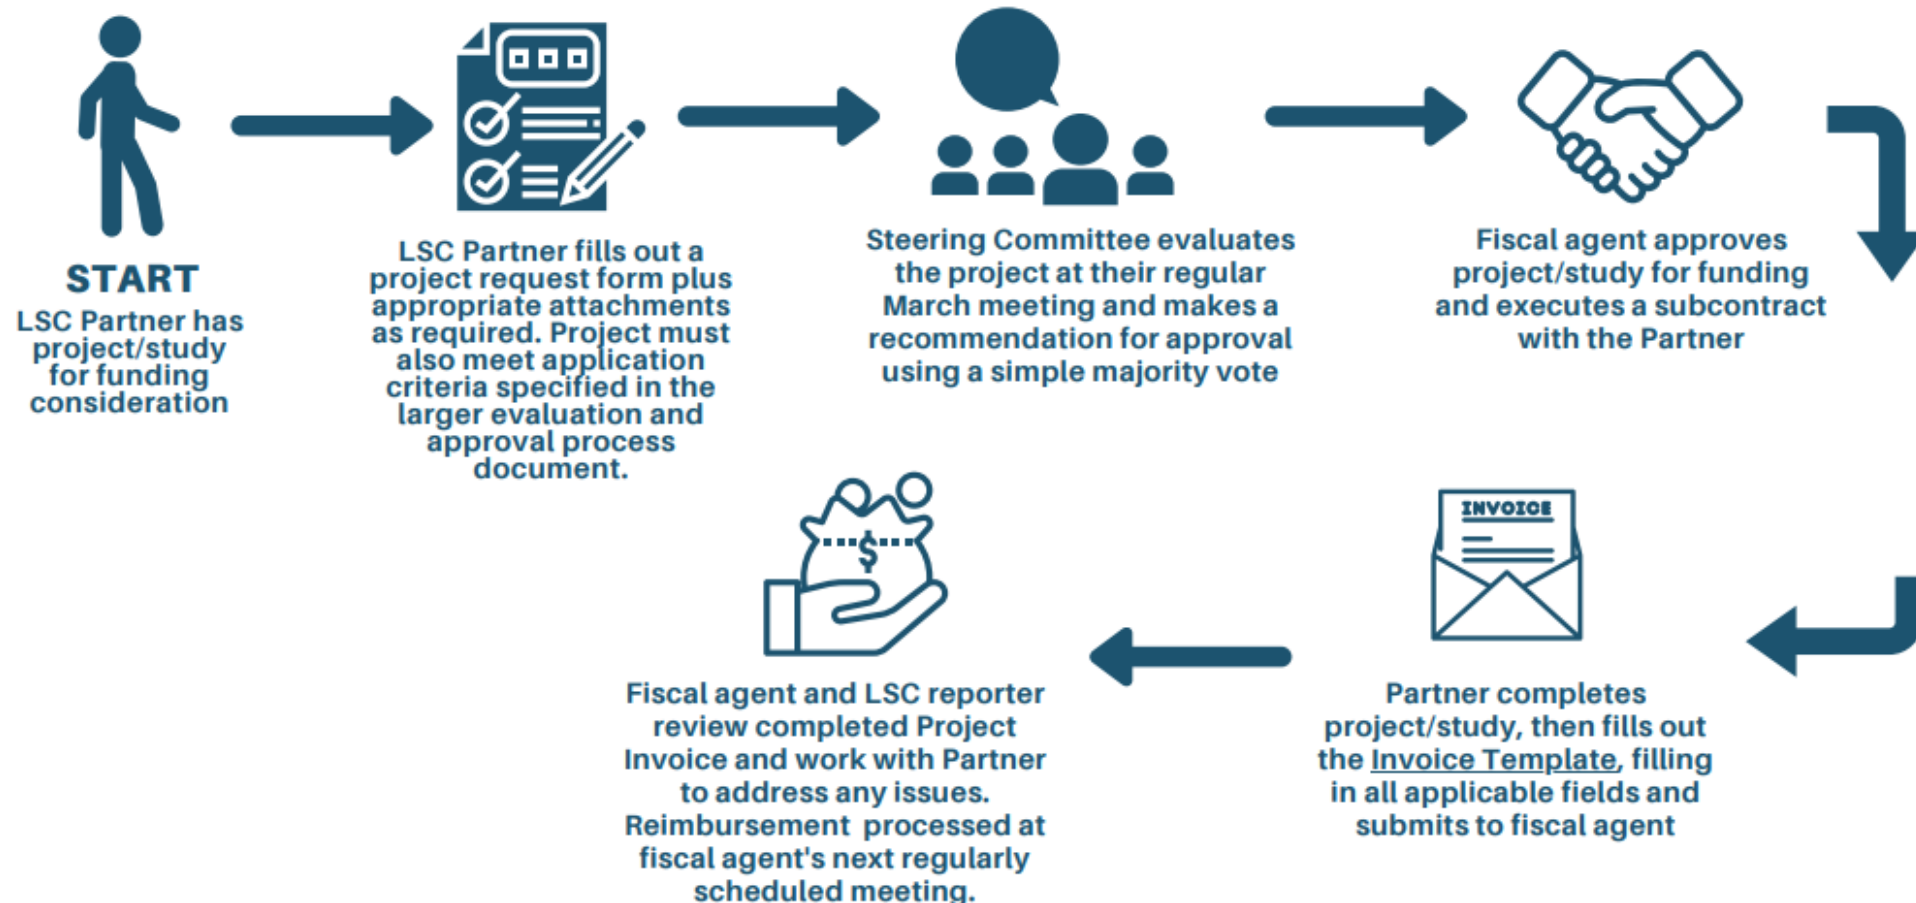 START
LSC Partner has
project/study
for funding
consideration
LSC Partner fills out a
project request form plus
appropriate attachments
as required. Project must
also meet application
criteria specified in the
larger evaluation and
approval process
document.
Steering Committee evaluates
the project at their regular
March meeting and makes a
recommendation for approval
using a simple majority vote
Fiscal agent approves
project/study for funding
and executes a subcontract
with the Partner
INVOICE
Partner completes
project/study, then fills out
the Invoice Template, filling
in all applicable fields and
submits to fiscal agent
$
Fiscal agent and LSC reporter
review completed Project
Invoice and work with Partner
to address any issues.
Reimbursement  processed at
fiscal agent's next regularly
scheduled meeting.